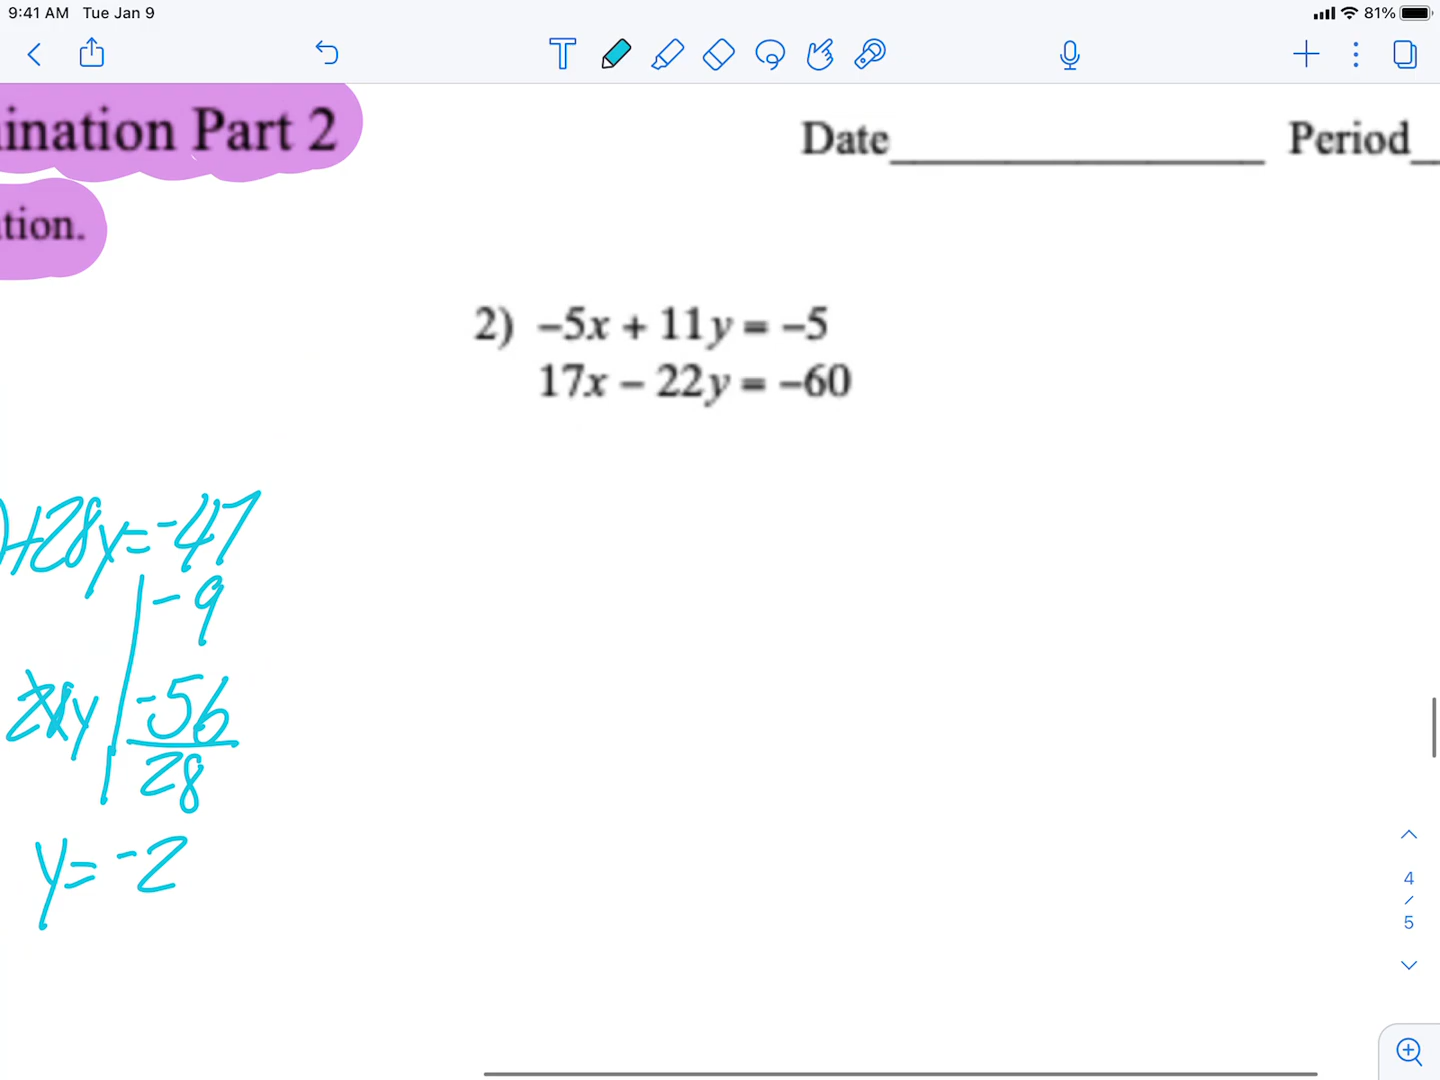 9:41 AM Tue Jan 9
81%
T
ination Part 2
Date Period
tion.
2) −5x + 11y = −5
17x − 22y = −60
)+28y=-47
-9
28y -56
28
y=-2
4
/
5